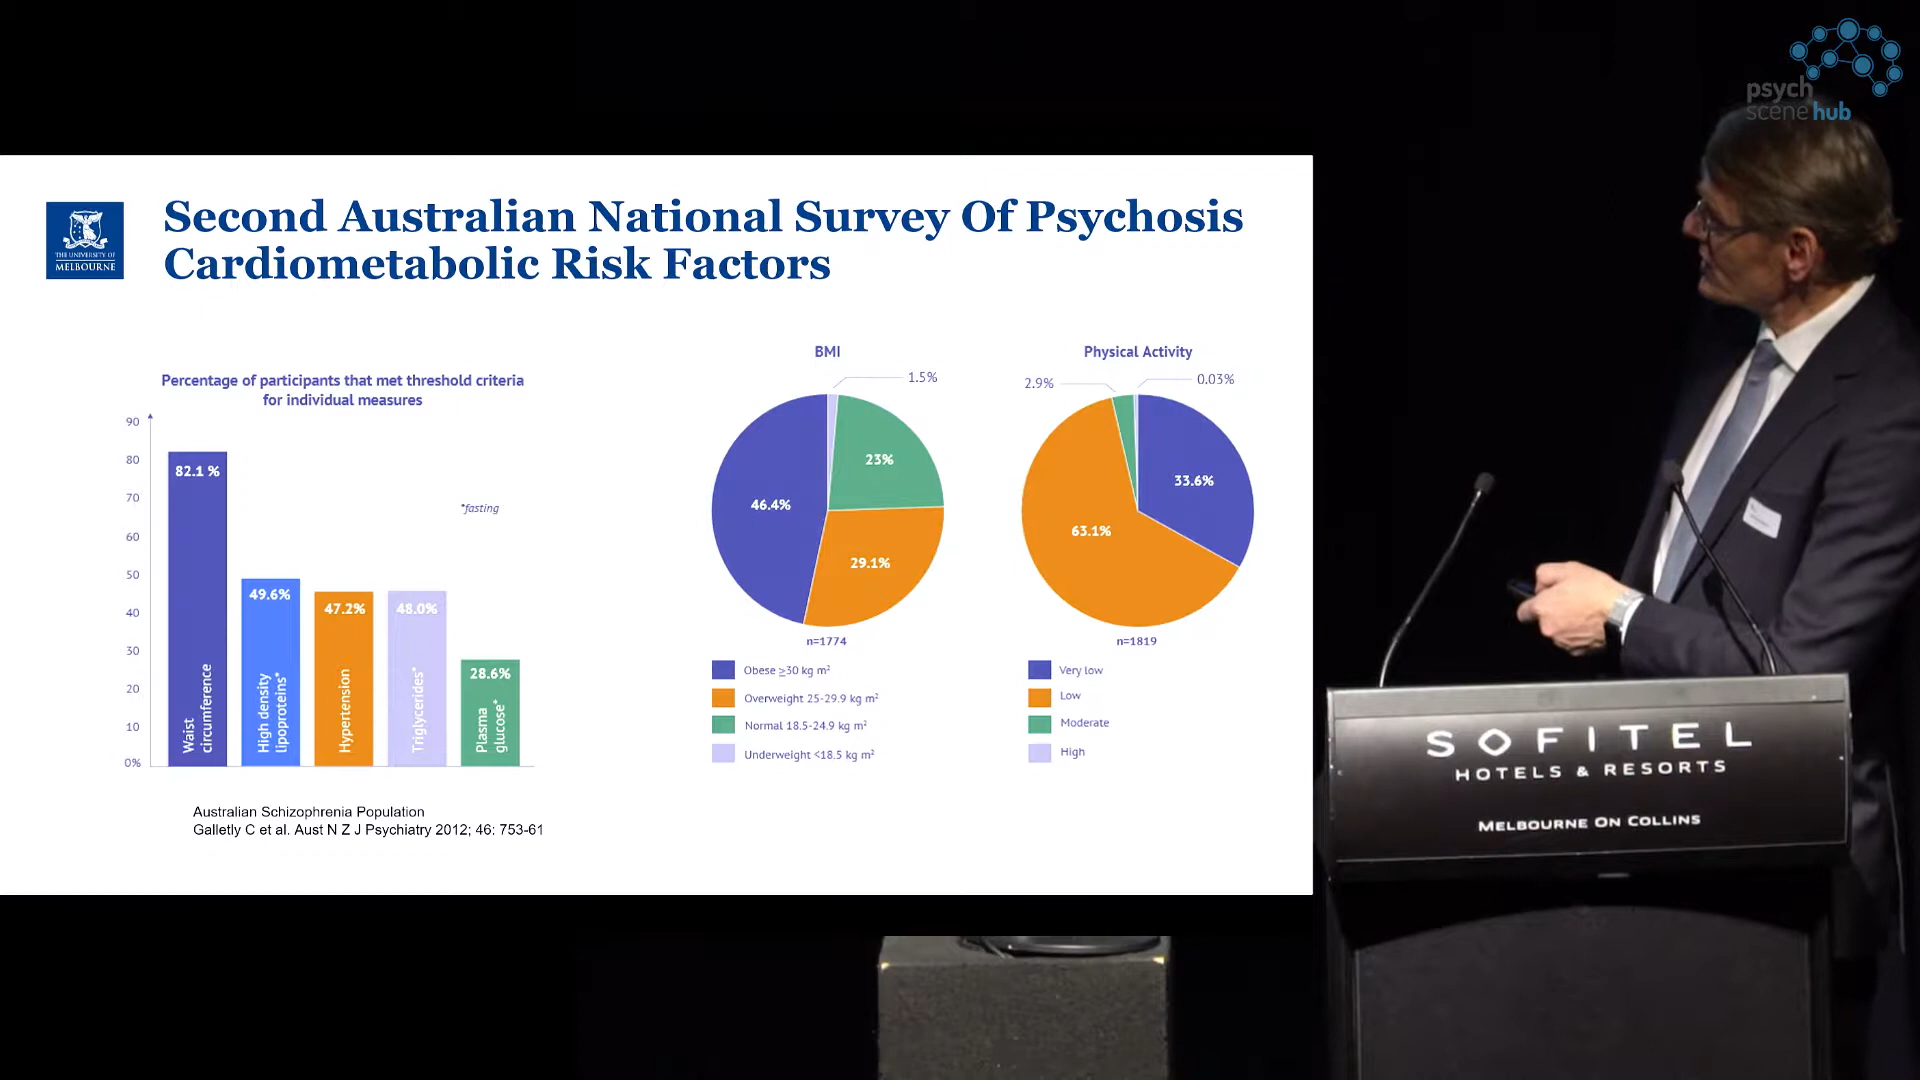 psych
scene hub
THE UNIVERSITY OF
MELBOURNE
Second Australian National Survey Of Psychosis
Cardiometabolic Risk Factors
Percentage of participants that met threshold criteria
for individual measures
90
80
70
60
50
40
30
20
10
0%
82.1 %
49.6%
47.2%
48.0%
28.6%
*fasting
Waist
circumference
High density
lipoproteins*
Hypertension
Triglycerides*
Plasma
glucose*
BMI
1.5%
23%
46.4%
29.1%
n=1774
Obese ≥30 kg m²
Overweight 25-29.9 kg m²
Normal 18.5-24.9 kg m²
Underweight <18.5 kg m²
Physical Activity
2.9%
0.03%
33.6%
63.1%
n=1819
Very low
Low
Moderate
High
Australian Schizophrenia Population
Galletly C et al. Aust N Z J Psychiatry 2012; 46: 753-61
SOFITEL
HOTELS & RESORTS
MELBOURNE ON COLLINS